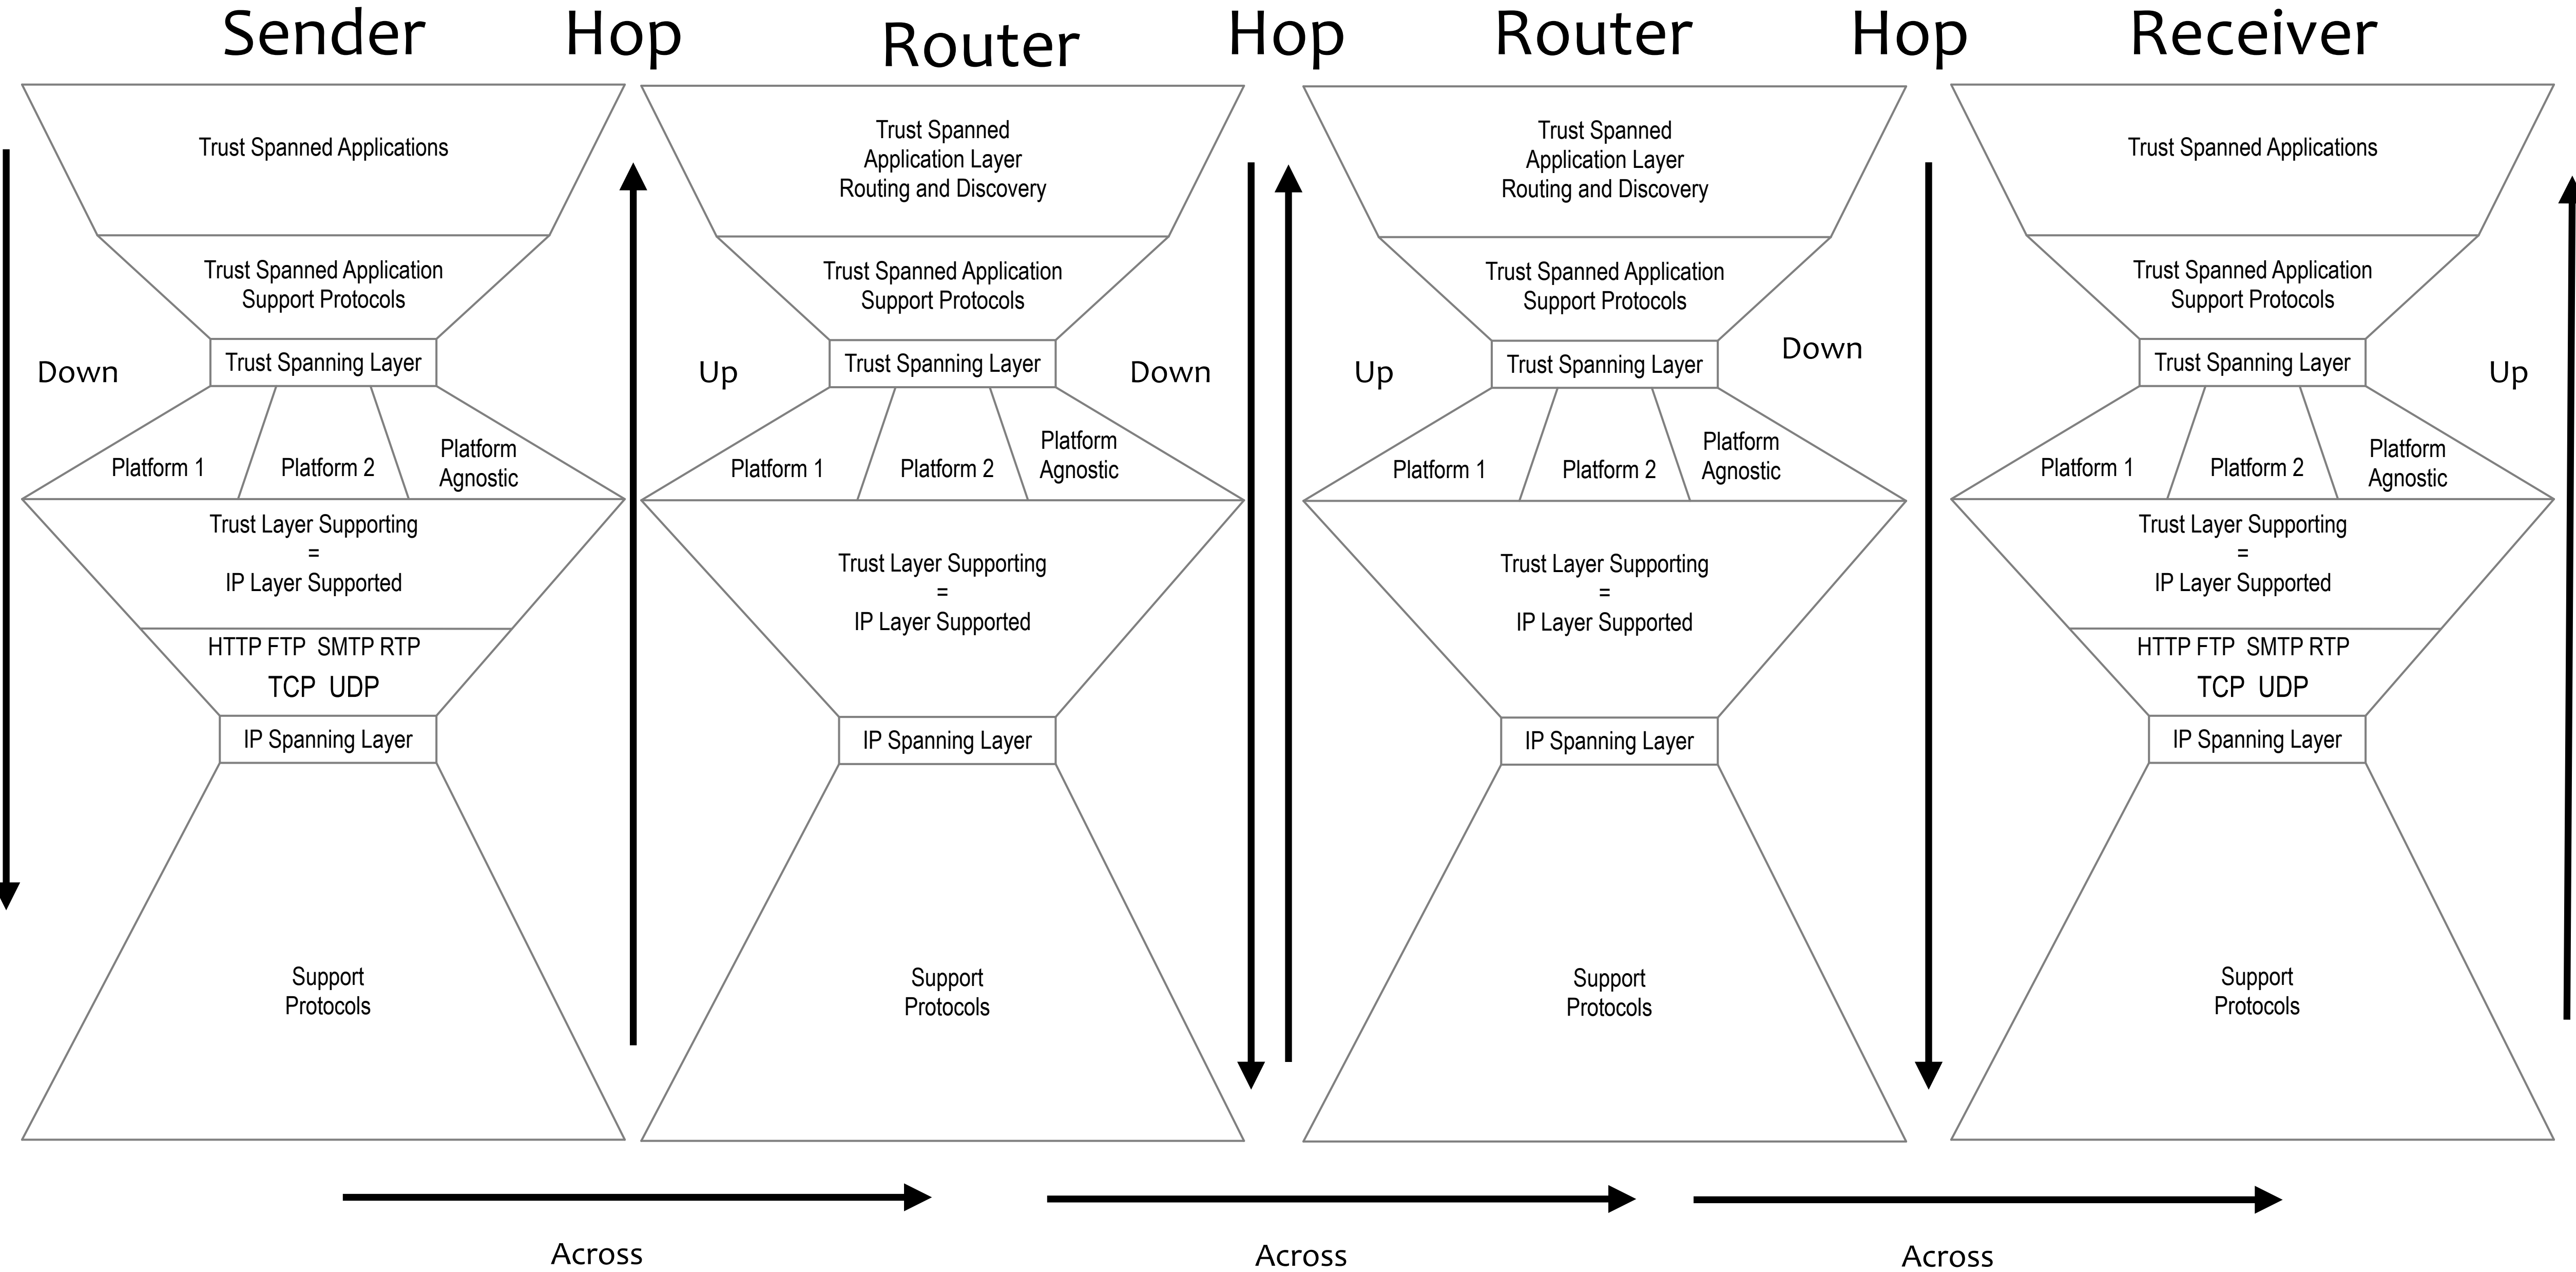 Sender
Hop
Router
Hop
Router
Hop
Receiver
Trust Spanned Applications
Trust Spanned Application
Support Protocols
Trust Spanning Layer
Down
Platform 1
Platform 2
Platform
Agnostic
Trust Layer Supporting
=
IP Layer Supported
HTTP FTP  SMTP RTP
TCP  UDP
IP Spanning Layer
Support
Protocols
Trust Spanned
Application Layer
Routing and Discovery
Trust Spanned Application
Support Protocols
Up
Trust Spanning Layer
Down
Platform 1
Platform 2
Platform
Agnostic
Trust Layer Supporting
=
IP Layer Supported
IP Spanning Layer
Support
Protocols
Trust Spanned
Application Layer
Routing and Discovery
Trust Spanned Application
Support Protocols
Up
Trust Spanning Layer
Down
Platform 1
Platform 2
Platform
Agnostic
Trust Layer Supporting
=
IP Layer Supported
IP Spanning Layer
Support
Protocols
Trust Spanned Applications
Trust Spanned Application
Support Protocols
Trust Spanning Layer
Up
Platform 1
Platform 2
Platform
Agnostic
Trust Layer Supporting
=
IP Layer Supported
HTTP FTP  SMTP RTP
TCP  UDP
IP Spanning Layer
Support
Protocols
Across
Across
Across